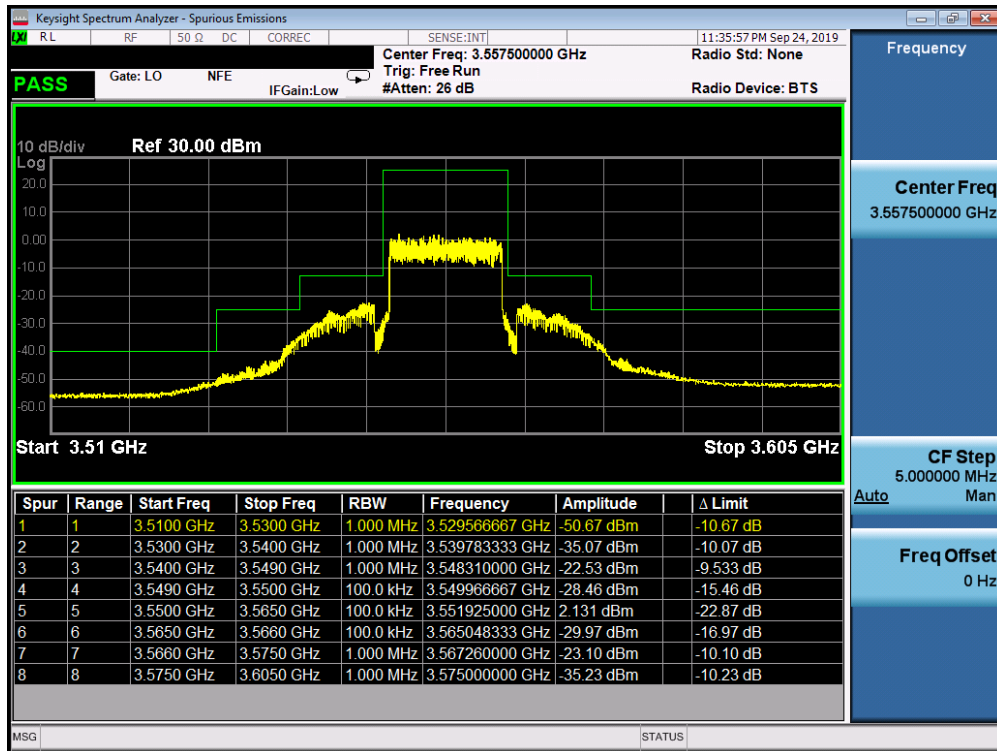 Keysight Spectrum Analyzer - Spurious Emissions
LXI RL RF 50 Ω DC CORREC SENSE:INT 11:35:57 PM Sep 24, 2019
Center Freq: 3.557500000 GHz Radio Std: None
PASS Gate: LO NFE Trig: Free Run
IFGain:Low #Atten: 26 dB Radio Device: BTS
10 dB/div Ref 30.00 dBm
Log
20.0
10.0
0.00
-10.0
-20.0
-30.0
-40.0
-50.0
-60.0
Start 3.51 GHz Stop 3.605 GHz
Spur Range Start Freq Stop Freq RBW Frequency Amplitude Δ Limit
1 1 3.5100 GHz 3.5300 GHz 1.000 MHz 3.529566667 GHz -50.67 dBm -10.67 dB
2 2 3.5300 GHz 3.5400 GHz 1.000 MHz 3.539783333 GHz -35.07 dBm -10.07 dB
3 3 3.5400 GHz 3.5490 GHz 1.000 MHz 3.548310000 GHz -22.53 dBm -9.533 dB
4 4 3.5490 GHz 3.5500 GHz 100.0 kHz 3.549966667 GHz -28.46 dBm -15.46 dB
5 5 3.5500 GHz 3.5650 GHz 100.0 kHz 3.551925000 GHz 2.131 dBm -22.87 dB
6 6 3.5650 GHz 3.5660 GHz 100.0 kHz 3.565048333 GHz -29.97 dBm -16.97 dB
7 7 3.5660 GHz 3.5750 GHz 1.000 MHz 3.567260000 GHz -23.10 dBm -10.10 dB
8 8 3.5750 GHz 3.6050 GHz 1.000 MHz 3.575000000 GHz -35.23 dBm -10.23 dB
MSG STATUS
Frequency
Center Freq
3.557500000 GHz
CF Step
5.000000 MHz
Auto Man
Freq Offset
0 Hz